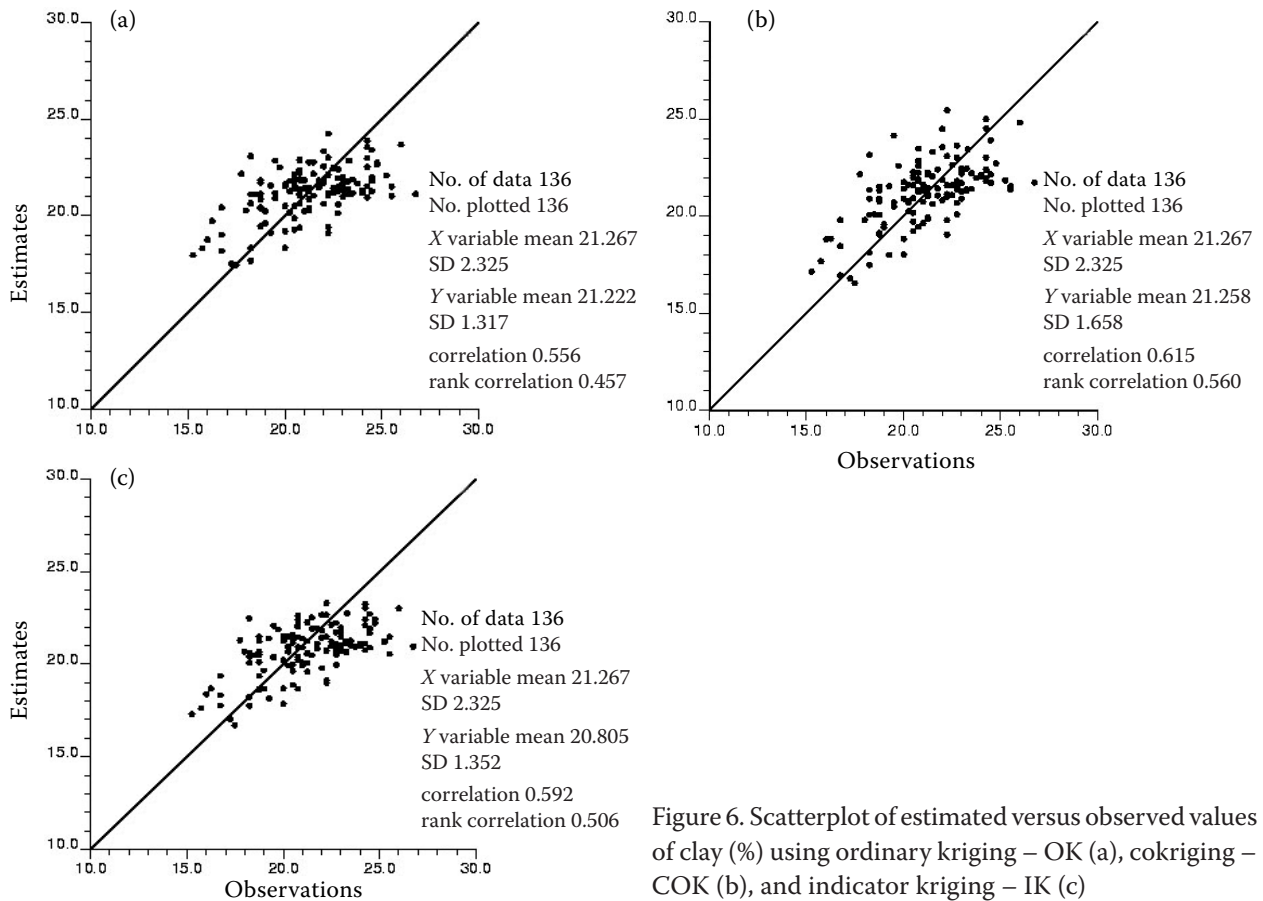 (a)
30.0
25.0
20.0
15.0
10.0
10.0 15.0 20.0 25.0 30.0
Estimates
No. of data 136
No. plotted 136
X variable mean 21.267
SD 2.325
Y variable mean 21.222
SD 1.317
correlation 0.556
rank correlation 0.457
(b)
30.0
25.0
20.0
15.0
10.0
10.0 15.0 20.0 25.0 30.0
Observations
No. of data 136
No. plotted 136
X variable mean 21.267
SD 2.325
Y variable mean 21.258
SD 1.658
correlation 0.615
rank correlation 0.560
(c)
30.0
25.0
20.0
15.0
10.0
10.0 15.0 20.0 25.0 30.0
Estimates
Observations
No. of data 136
No. plotted 136
X variable mean 21.267
SD 2.325
Y variable mean 20.805
SD 1.352
correlation 0.592
rank correlation 0.506
Figure 6. Scatterplot of estimated versus observed values
of clay (%) using ordinary kriging – OK (a), cokriging –
COK (b), and indicator kriging – IK (c)